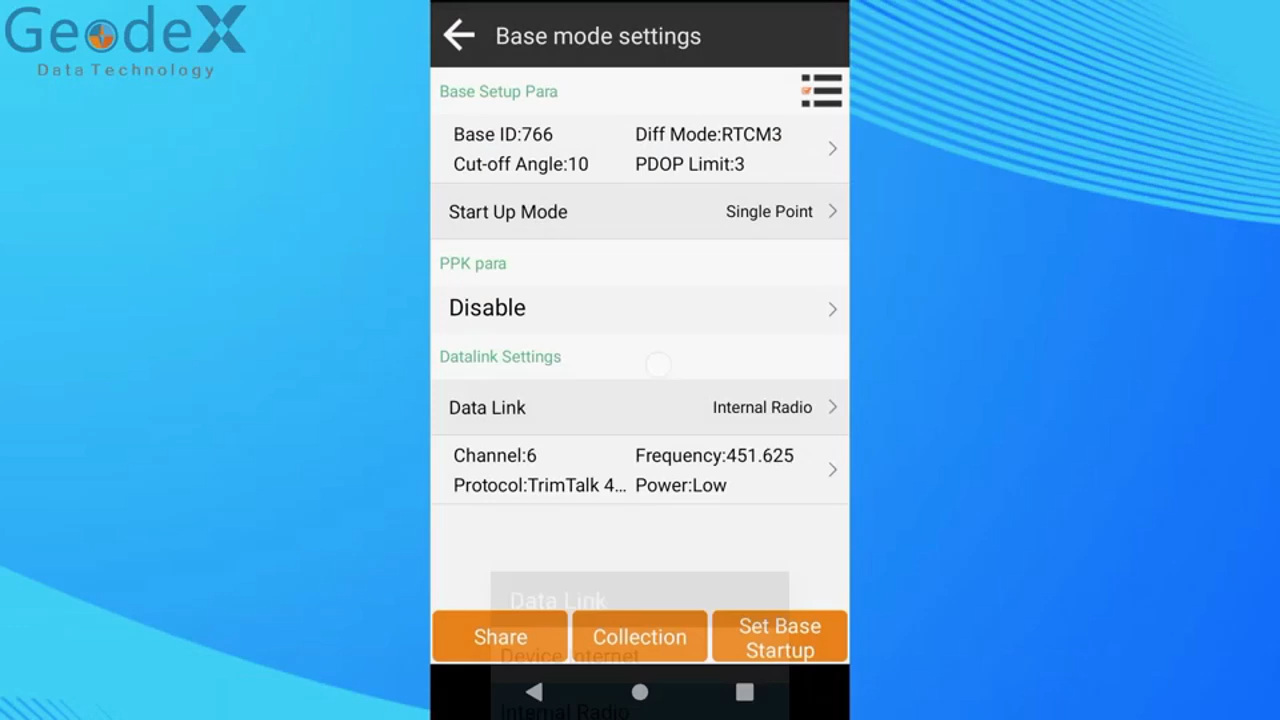 GeodeX
Data Technology
Base mode settings
Base Setup Para
Base ID:766 Diff Mode:RTCM3
Cut-off Angle:10 PDOP Limit:3
Start Up Mode Single Point
PPK para
Disable
Datalink Settings
Data Link Internal Radio
Channel:6 Frequency:451.625
Protocol:TrimTalk 4... Power:Low
Data Link
Share Collection Set Base
Startup
Device Internet
Internal Radio